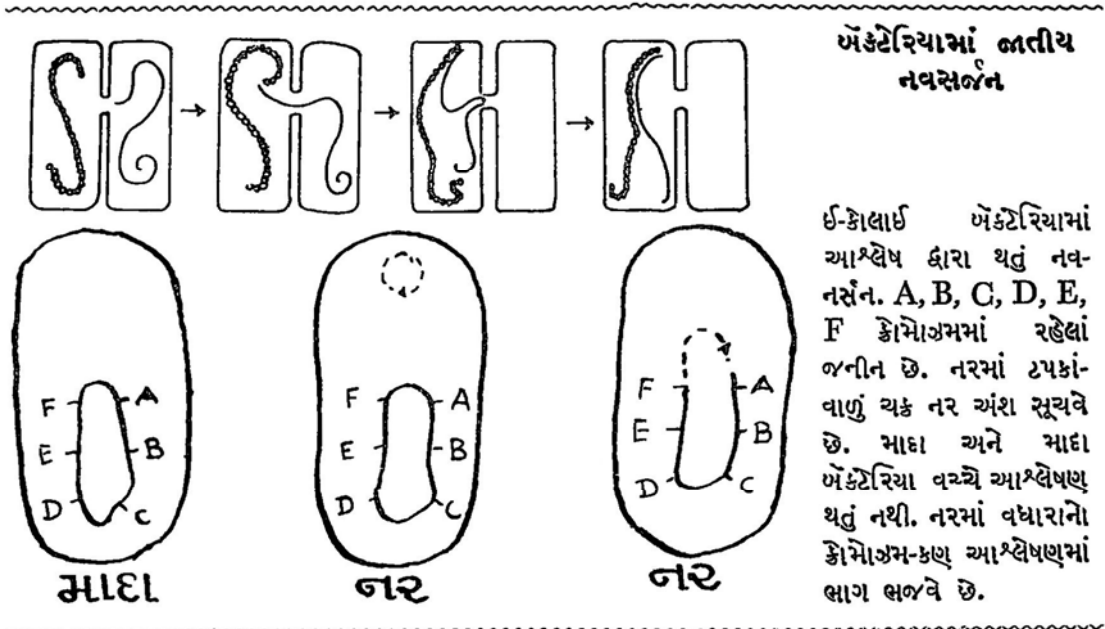 બૅક્ટેરિયામાં જાતીય
નવસર્જન
ઈ-કોલાઈ બૅક્ટેરિયામાં
આશ્લેષ દ્વારા થતું નવ-
નર્સન. A, B, C, D, E,
F ક્રોમોઝમમાં રહેલાં
જનીન છે. નરમાં ટપકાં-
વાળું ચક્ર નર અંશ સૂચવે
છે. માદા અને માદા
બૅક્ટેરિયા વચ્ચે આશ્લેષણ
થતું નથી. નરમાં વધારાનો
ક્રોમોઝમ-કણ આશ્લેષણમાં
ભાગ ભજવે છે.
F A
E B
D C
માદા
F A
E B
D C
નર
F A
E B
D C
નર